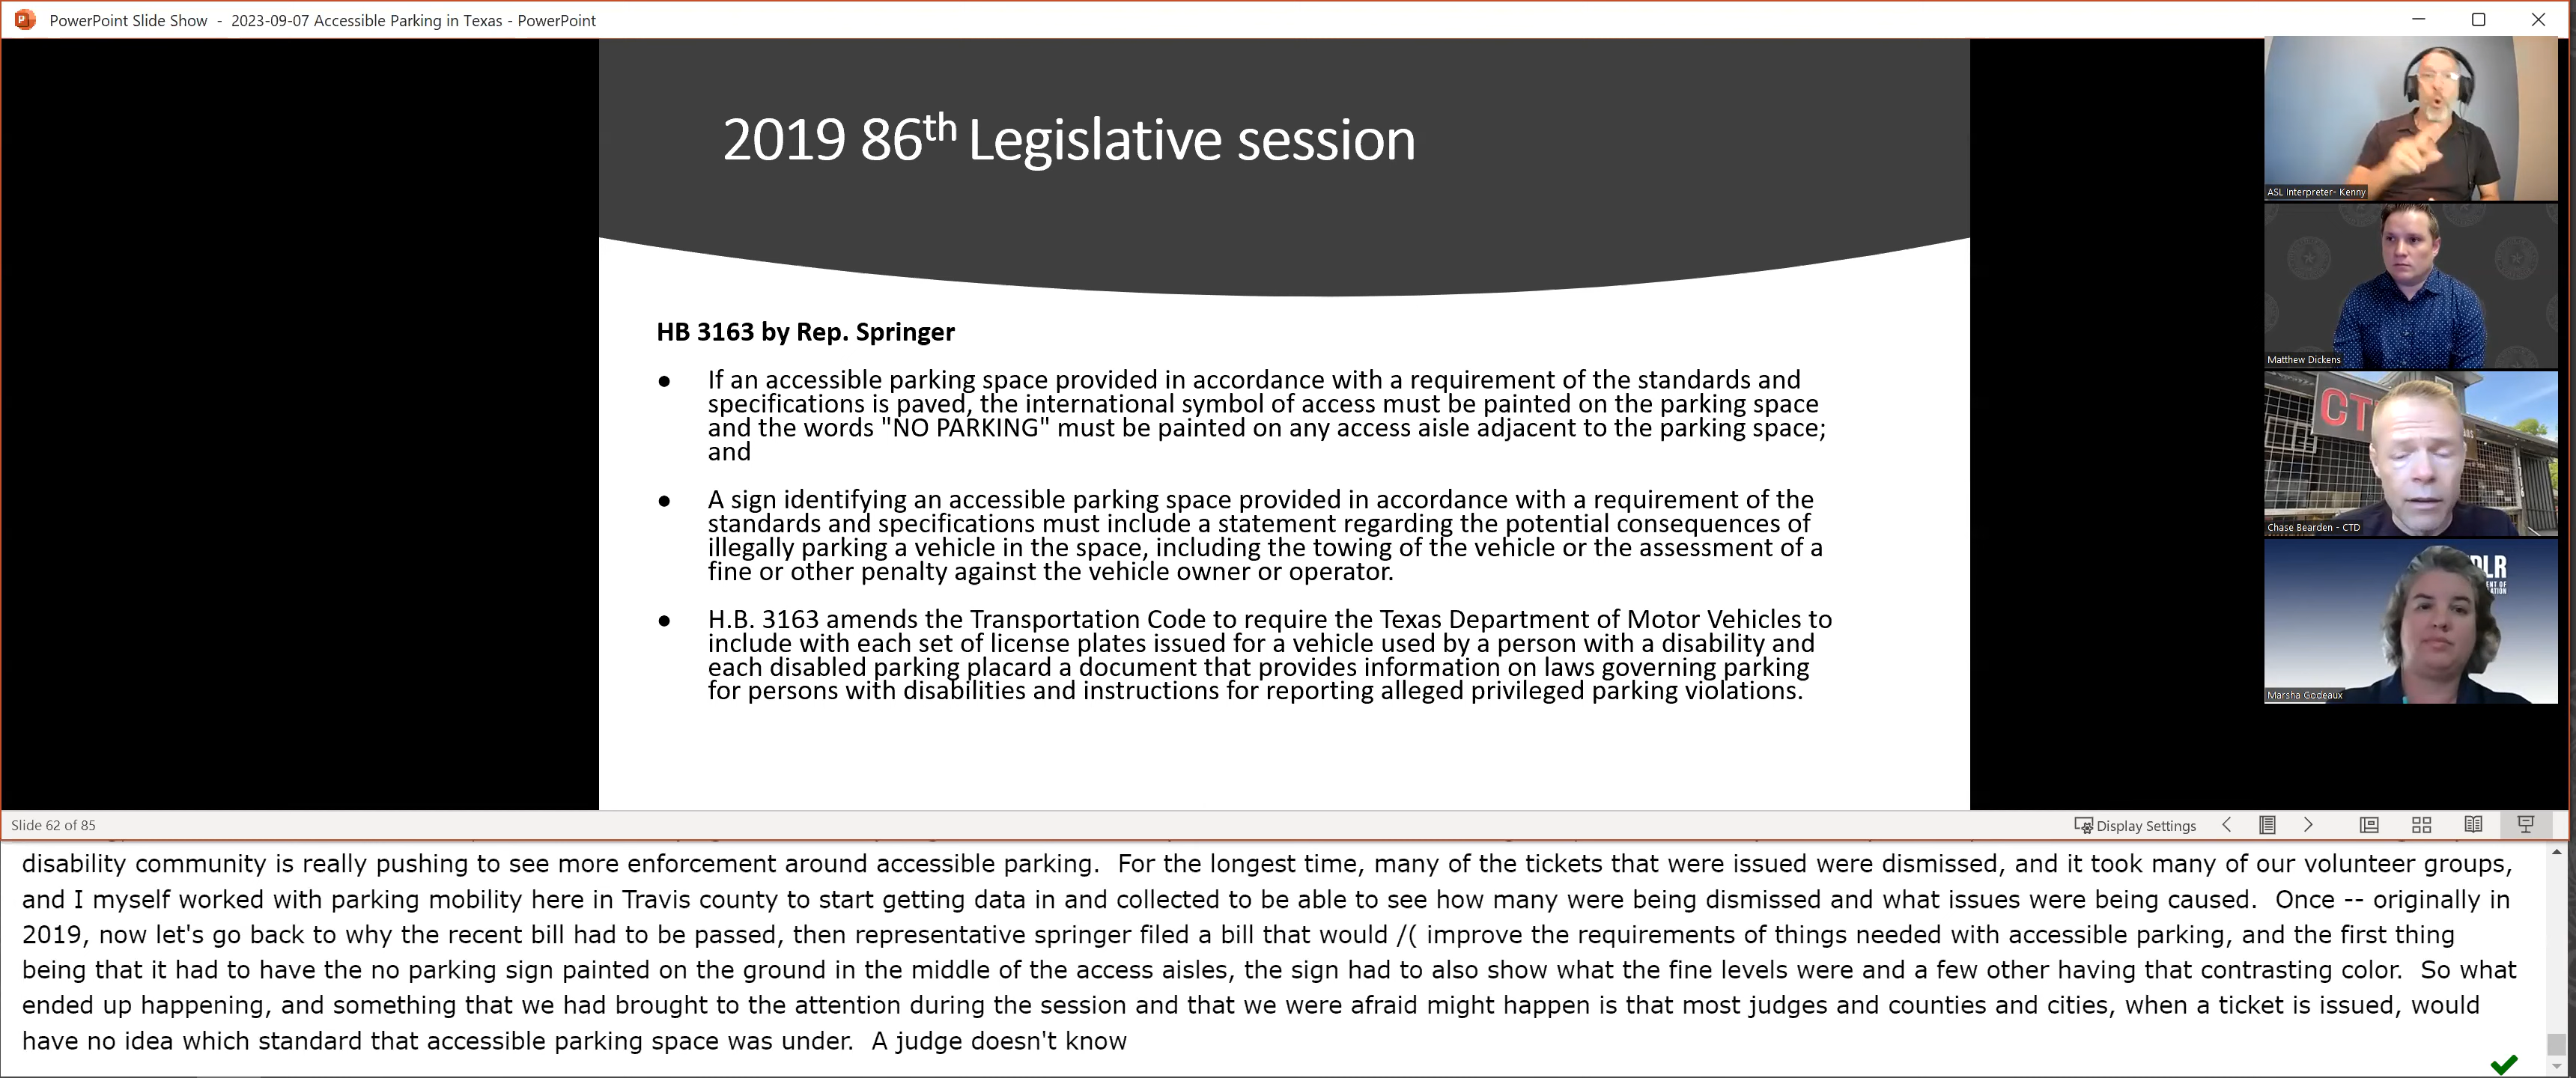 PowerPoint Slide Show - 2023-09-07 Accessible Parking in Texas - PowerPoint
2019 86th Legislative session
HB 3163 by Rep. Springer
● If an accessible parking space provided in accordance with a requirement of the standards and
specifications is paved, the international symbol of access must be painted on the parking space
and the words "NO PARKING" must be painted on any access aisle adjacent to the parking space;
and
● A sign identifying an accessible parking space provided in accordance with a requirement of the
standards and specifications must include a statement regarding the potential consequences of
illegally parking a vehicle in the space, including the towing of the vehicle or the assessment of a
fine or other penalty against the vehicle owner or operator.
● H.B. 3163 amends the Transportation Code to require the Texas Department of Motor Vehicles to
include with each set of license plates issued for a vehicle used by a person with a disability and
each disabled parking placard a document that provides information on laws governing parking
for persons with disabilities and instructions for reporting alleged privileged parking violations.
ASL Interpreter- Kenny
Matthew Dickens
CT
Chase Bearden - CTD
DLR
Marsha Godeaux
Slide 62 of 85
Display Settings
disability community is really pushing to see more enforcement around accessible parking.  For the longest time, many of the tickets that were issued were dismissed, and it took many of our volunteer groups,
and I myself worked with parking mobility here in Travis county to start getting data in and collected to be able to see how many were being dismissed and what issues were being caused.  Once -- originally in
2019, now let's go back to why the recent bill had to be passed, then representative springer filed a bill that would /( improve the requirements of things needed with accessible parking, and the first thing
being that it had to have the no parking sign painted on the ground in the middle of the access aisles, the sign had to also show what the fine levels were and a few other having that contrasting color.  So what
ended up happening, and something that we had brought to the attention during the session and that we were afraid might happen is that most judges and counties and cities, when a ticket is issued, would
have no idea which standard that accessible parking space was under.  A judge doesn't know